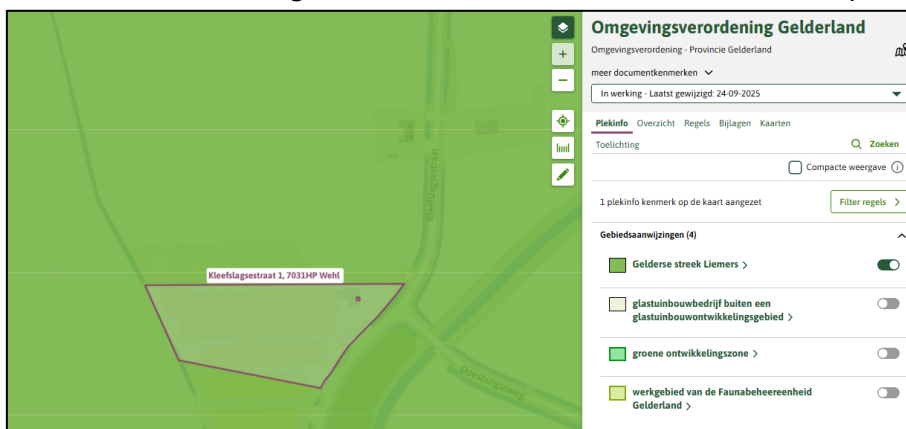 Omgevingsverordening Gelderland
Omgevingsverordening - Provincie Gelderland
meer documentkenmerken
In werking - Laatst gewijzigd: 24-09-2025
Plekinfo Overzicht Regels Bijlagen Kaarten
Toelichting
Zoeken
Compacte weergave
1 plekinfo kenmerk op de kaart aangezet
Filter regels
Gebiedsaanwijzingen (4)
Gelderse streek Liemers
glastuinbouwbedrijf buiten een
glastuinbouwontwikkelingsgebied
groene ontwikkelingszone
werkgebied van de Faunabeheereenheid
Gelderland
Kleefslagsestraat
Kleefslagsestraat 1, 7031HP Wehl
Doesburgseweg